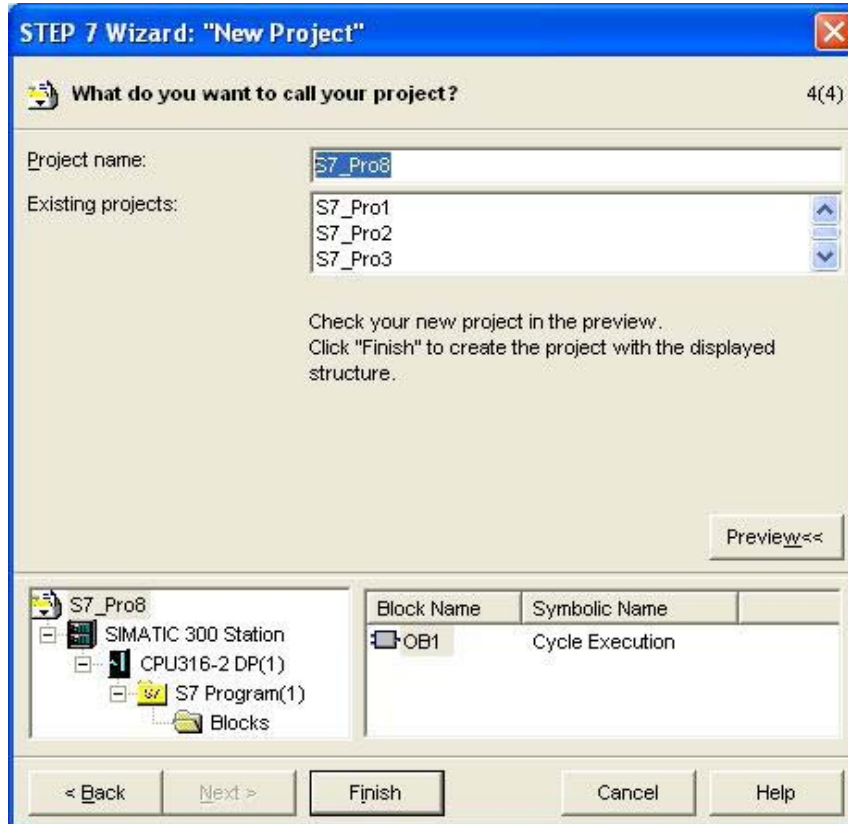 STEP 7 Wizard: "New Project"
What do you want to call your project? 4(4)
Project name: S7_Pro8
Existing projects: S7_Pro1
S7_Pro2
S7_Pro3
Check your new project in the preview.
Click "Finish" to create the project with the displayed
structure.
Preview<<
S7_Pro8
SIMATIC 300 Station
CPU316-2 DP(1)
S7 Program(1)
Blocks
Block Name Symbolic Name
OB1 Cycle Execution
< Back Next > Finish Cancel Help